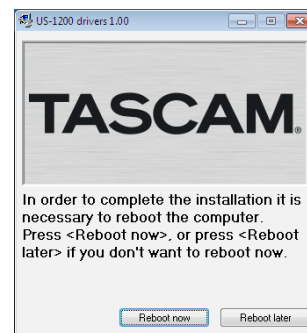 US-1200 drivers 1.00
TASCAM®
In order to complete the installation it is
necessary to reboot the computer.
Press <Reboot now>, or press <Reboot
later> if you don't want to reboot now.
Reboot now Reboot later